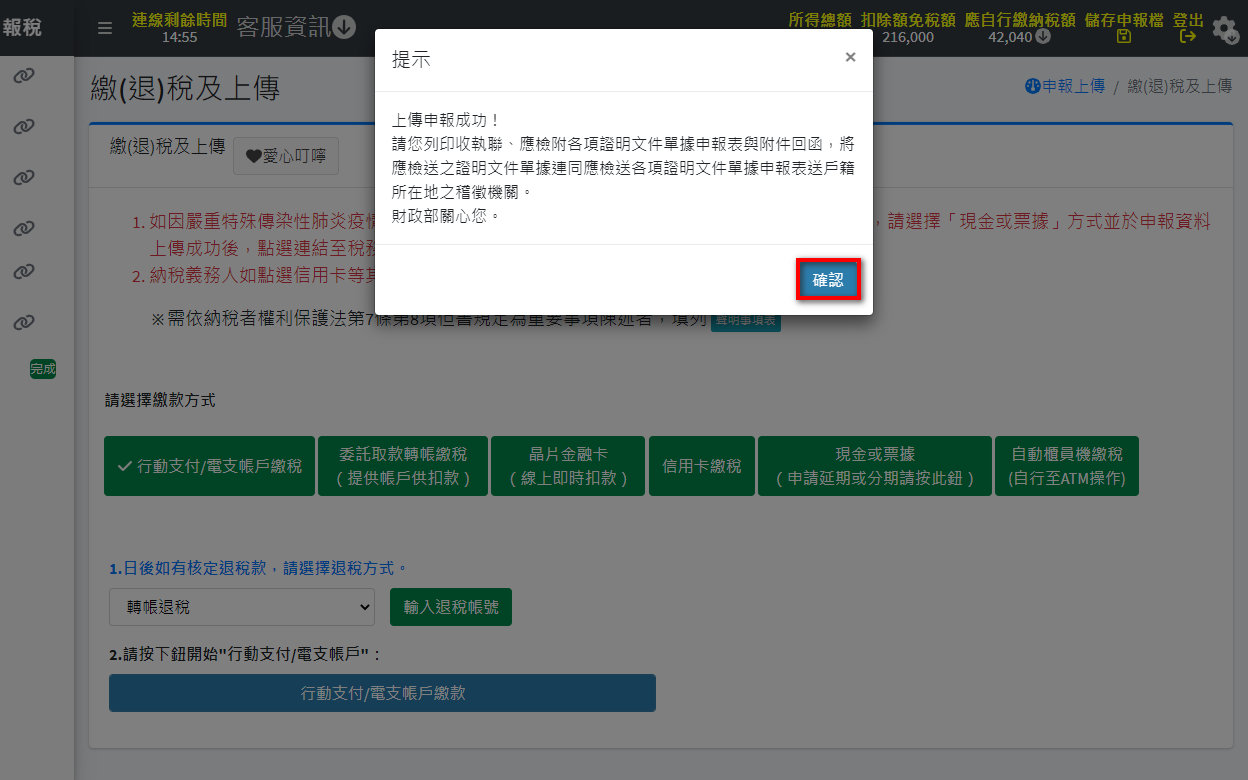 報稅
連線剩餘時間
14:55
客服資訊
所得總額 扣除額免稅額 應自行繳納稅額 儲存申報檔 登出
216,000 42,040
提示
×
上傳申報成功！
請您列印收執聯、應檢附各項證明文件單據申報表與附件回函，將
應檢送之證明文件單據連同應檢送各項證明文件單據申報表送戶籍
所在地之稽徵機關。
財政部關心您。
確認
繳(退)稅及上傳
申報上傳 / 繳(退)稅及上傳
繳(退)稅及上傳
愛心叮嚀
1. 如因嚴重特殊傳染性肺炎疫情 ，請選擇「現金或票據」方式並於申報資料
上傳成功後，點選連結至稅務
2. 納稅義務人如點選信用卡等其
※需依納稅者權利保護法第7條第8項但書規定為重要事項陳述者，填列 聲明事項表
完成
請選擇繳款方式
行動支付/電支帳戶繳稅
委託取款轉帳繳稅
( 提供帳戶供扣款 )
晶片金融卡
( 線上即時扣款 )
信用卡繳稅
現金或票據
( 申請延期或分期請按此鈕 )
自動櫃員機繳稅
(自行至ATM操作)
1.日後如有核定退稅款，請選擇退稅方式。
轉帳退稅
輸入退稅帳號
2.請按下鈕開始"行動支付/電支帳戶"：
行動支付/電支帳戶繳款